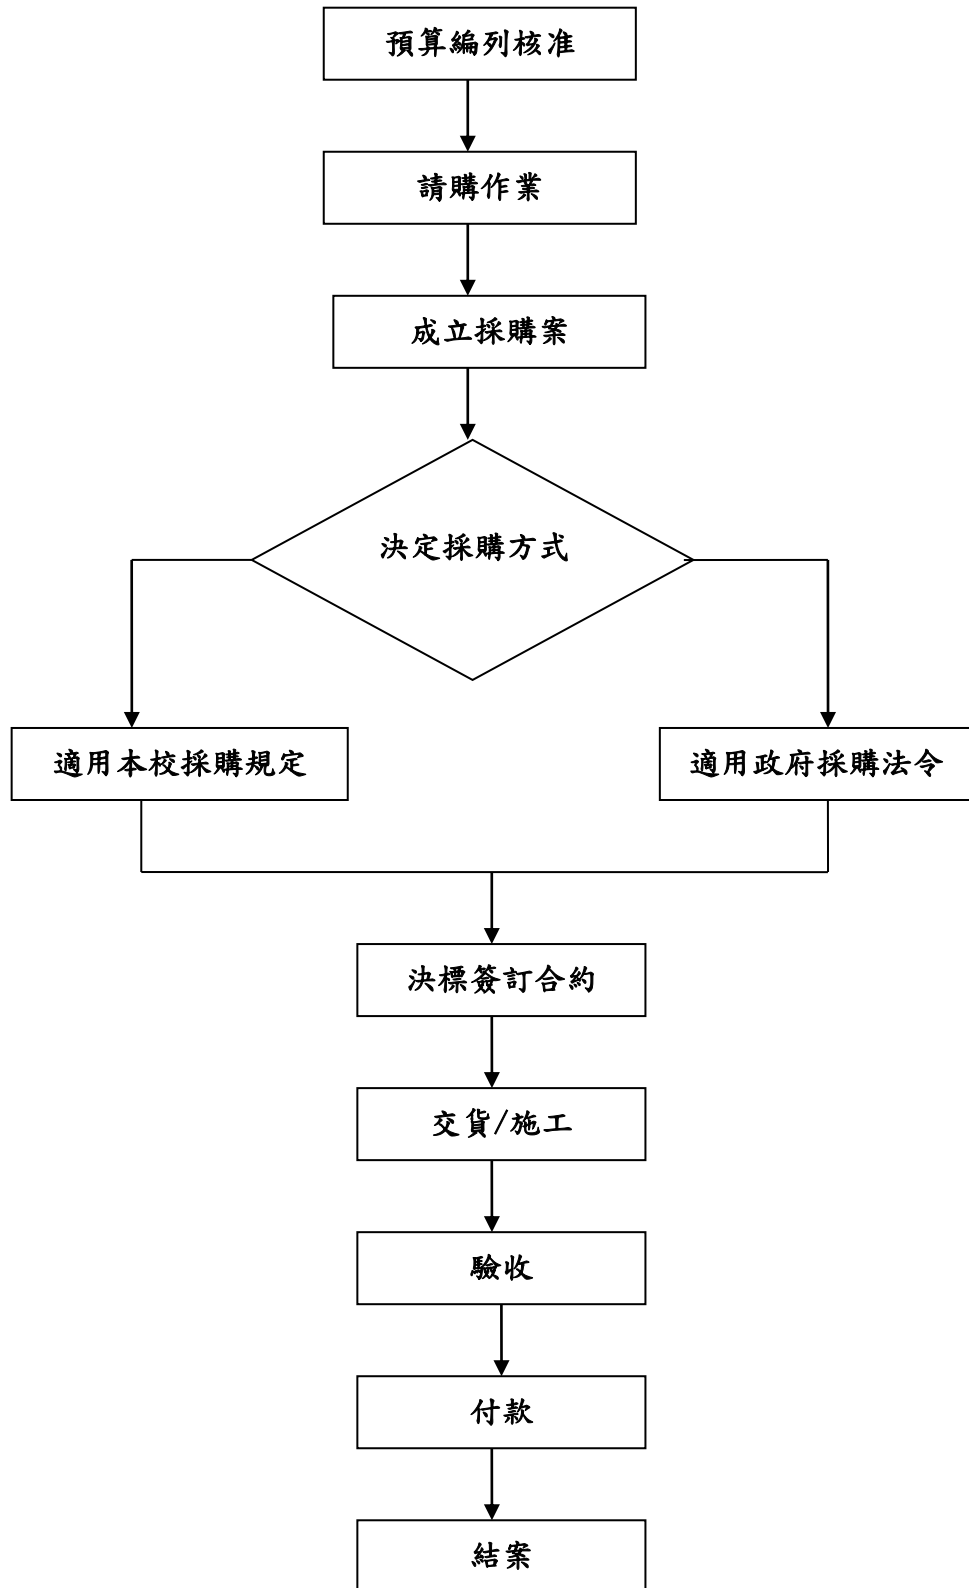 預算編列核准
請購作業
成立採購案
決定採購方式
適用本校採購規定
適用政府採購法令
決標簽訂合約
交貨/施工
驗收
付款
結案